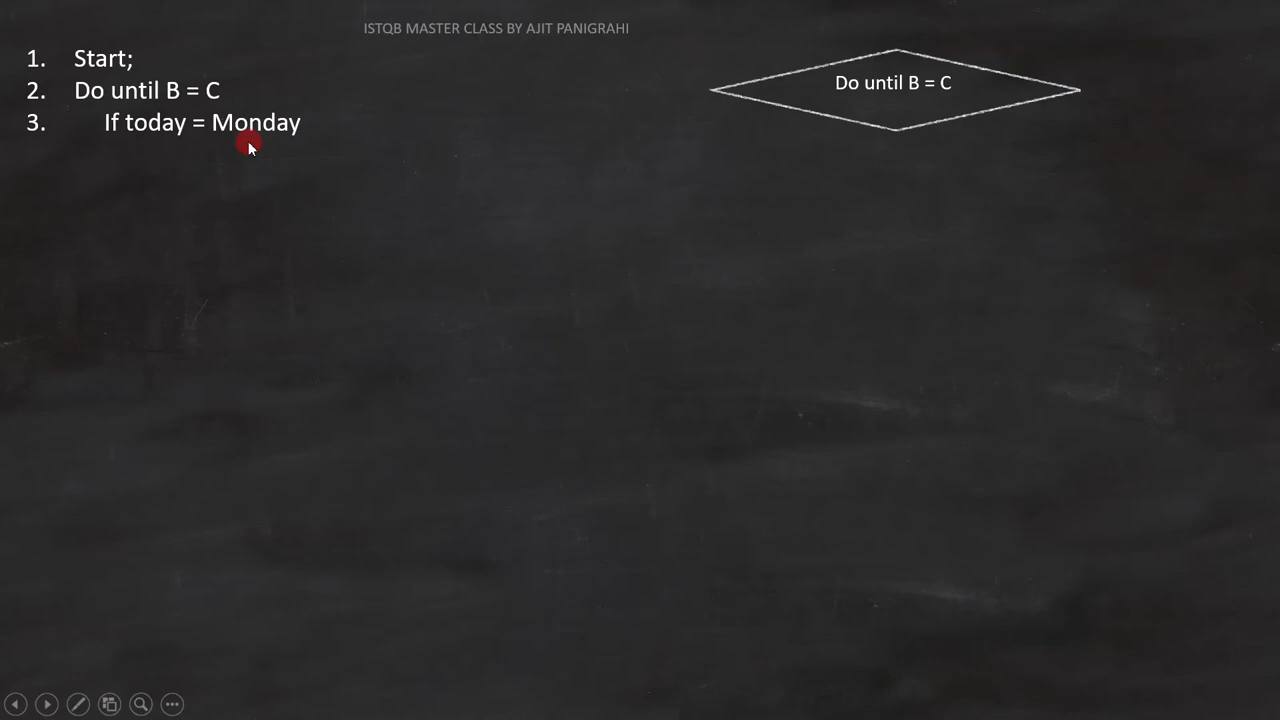 ISTQB MASTER CLASS BY AJIT PANIGRAHI
1. Start;
2. Do until B = C
3. If today = Monday
Do until B = C